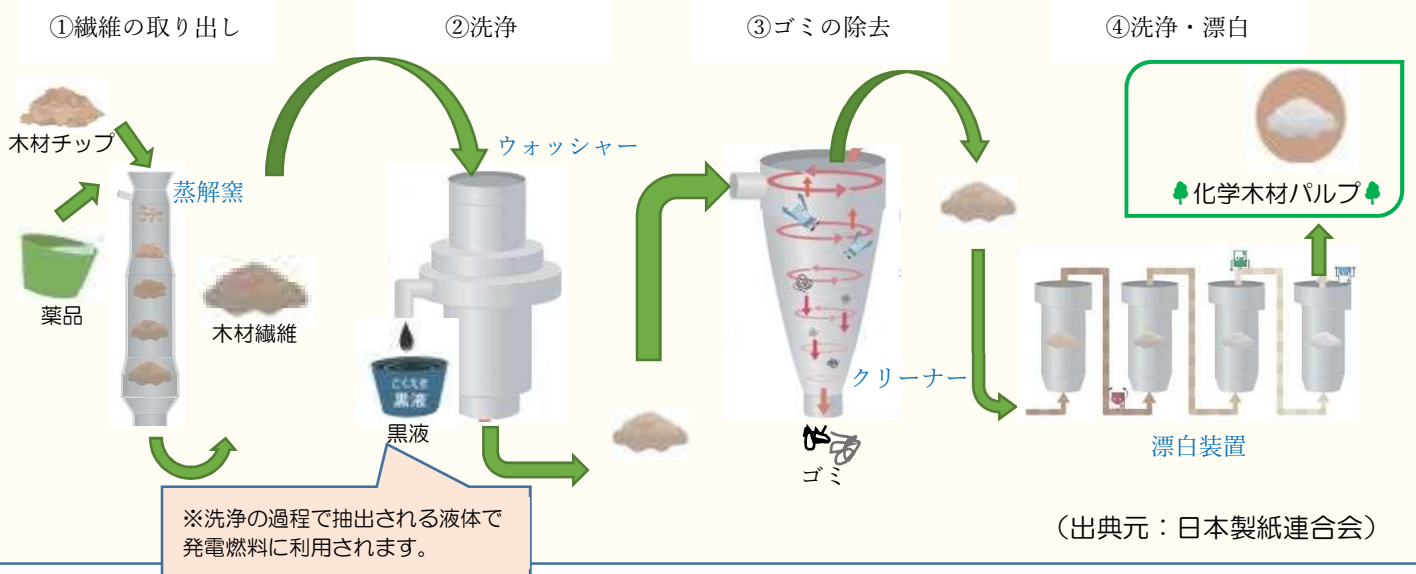 ①繊維の取り出し
②洗浄
③ゴミの除去
④洗浄・漂白
木材チップ
蒸解窯
薬品
木材繊維
ウォッシャー
こくえき
黒液
黒液
※洗浄の過程で抽出される液体で
発電燃料に利用されます。
クリーナー
ゴミ
化学木材パルプ
漂白装置
（出典元：日本製紙連合会）